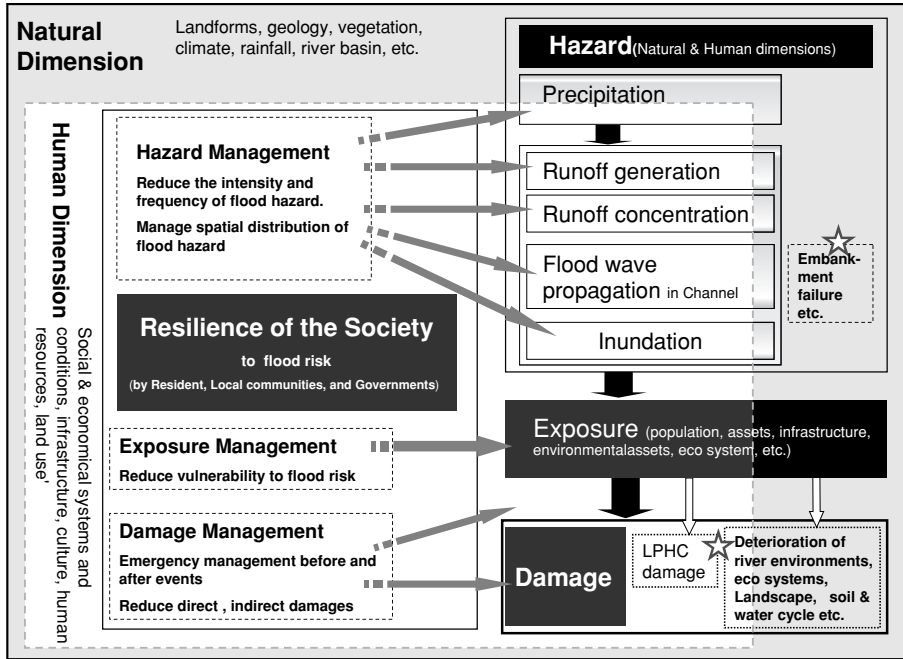 Natural
Dimension
Landforms, geology, vegetation,
climate, rainfall, river basin, etc.
Human Dimension
Social & economical systems and
conditions, infrastructure, culture, human
resources, land use'
Hazard Management
Reduce the intensity and
frequency of flood hazard.
Manage spatial distribution of
flood hazard
Resilience of the Society
to flood risk
(by Resident, Local communities, and Governments)
Exposure Management
Reduce vulnerability to flood risk
Damage Management
Emergency management before and
after events
Reduce direct , indirect damages
Hazard(Natural & Human dimensions)
Precipitation
Runoff generation
Runoff concentration
Flood wave
propagation in Channel
Inundation
Embank-
ment
failure
etc.
Exposure (population, assets, infrastructure,
environmentalassets, eco system, etc.)
Damage
LPHC
damage
Deterioration of
river environments,
eco systems,
Landscape, soil &
water cycle etc.